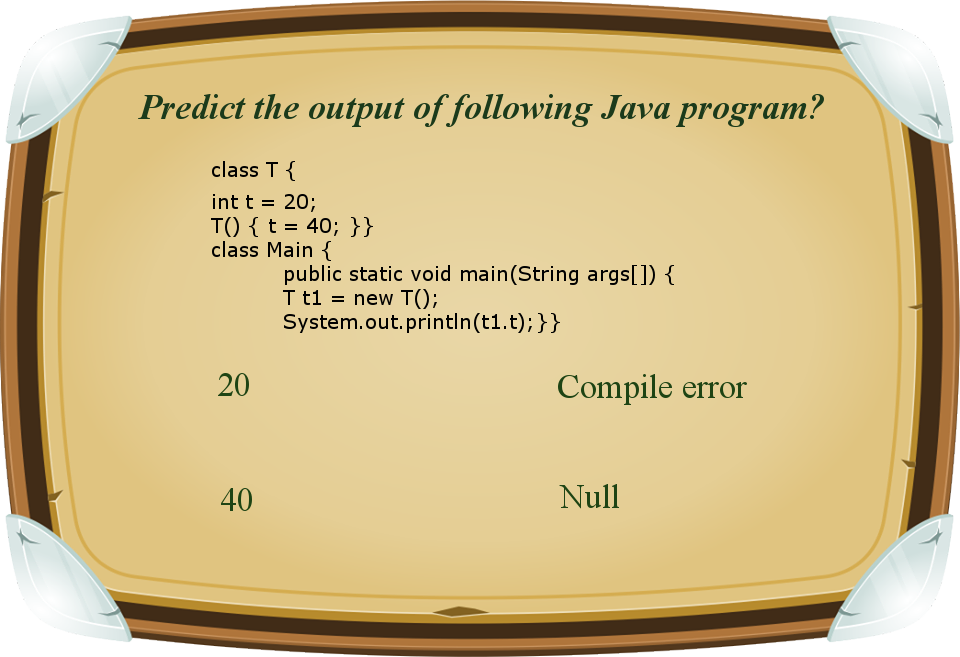 Predict the output of following Java program?
class T {
int t = 20;
T() { t = 40; }}
class Main {
public static void main(String args[]) {
T t1 = new T();
System.out.println(t1.t);}}
20
Compile error
40
Null